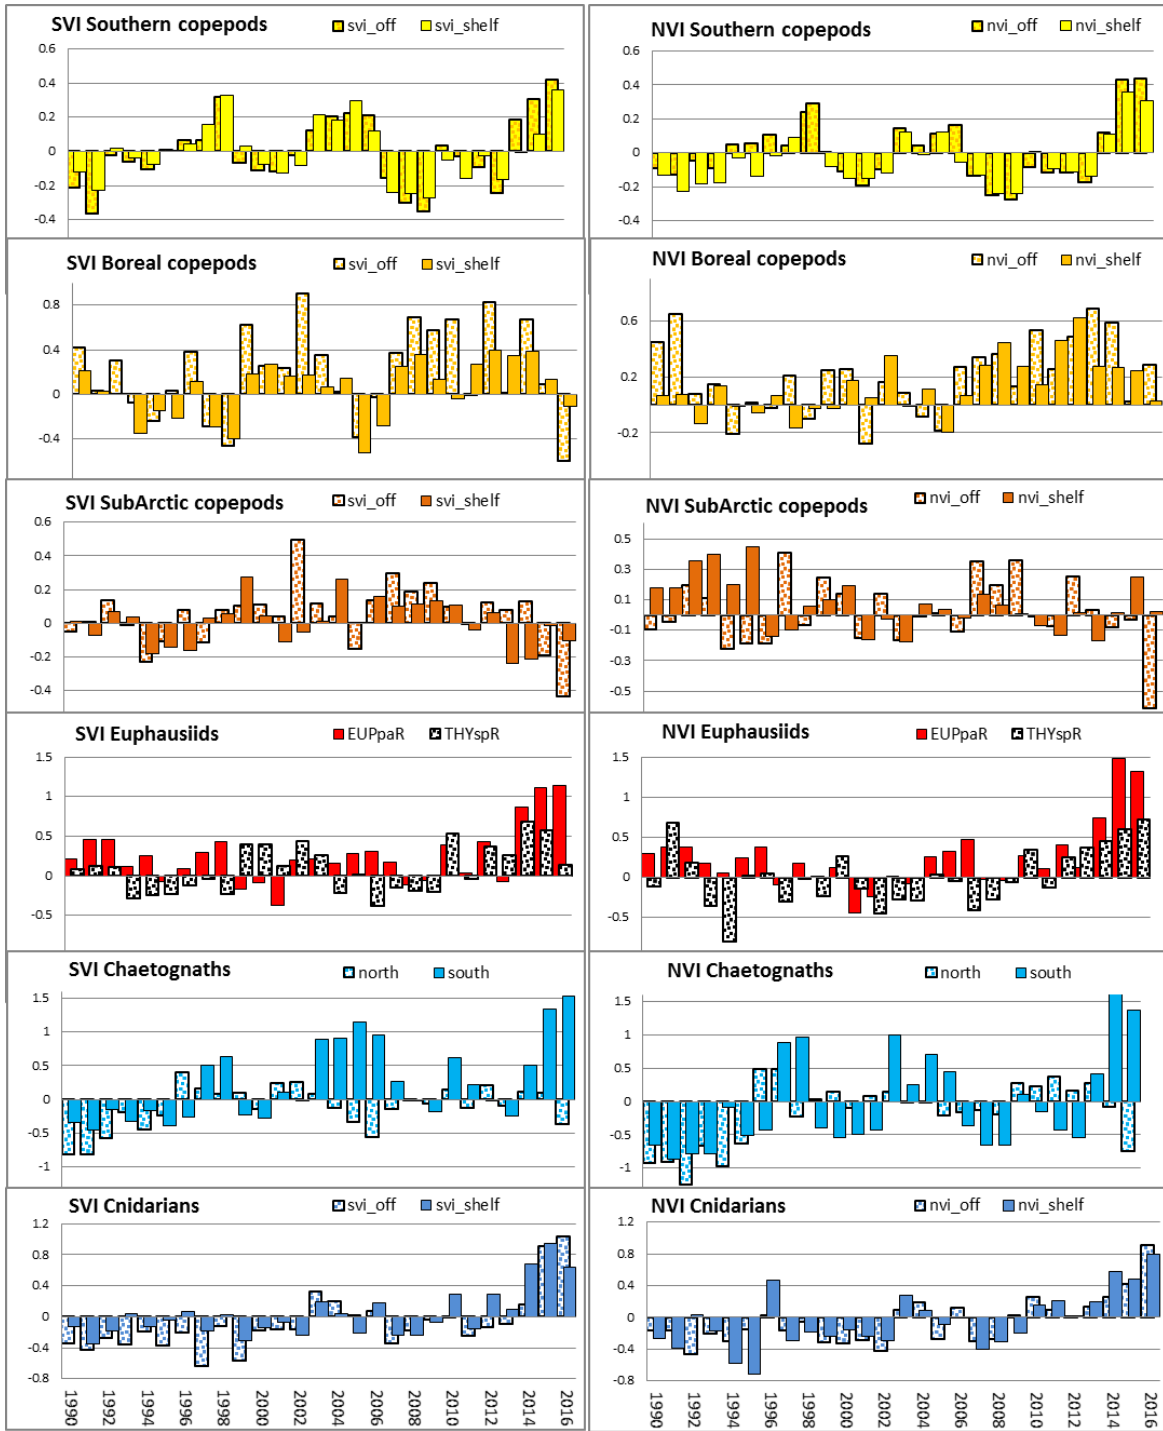 SVI Southern copepods
svi_off svi_shelf
0.6
0.4
0.2
0
-0.2
-0.4
NVI Southern copepods
nvi_off nvi_shelf
0.6
0.4
0.2
0
-0.2
-0.4
SVI Boreal copepods
svi_off svi_shelf
0.8
0.4
0
-0.4
NVI Boreal copepods
nvi_off nvi_shelf
0.6
0.2
-0.2
SVI SubArctic copepods
svi_off svi_shelf
0.6
0.4
0.2
0
-0.2
-0.4
NVI SubArctic copepods
nvi_off nvi_shelf
0.5
0.3
0.1
-0.1
-0.3
-0.5
SVI Euphausiids
EUPpaR THYspR
1.5
1
0.5
0
-0.5
NVI Euphausiids
EUPpaR THYspR
1.5
1
0.5
0
-0.5
SVI Chaetognaths
north south
1.5
1
0.5
0
-0.5
-1
NVI Chaetognaths
north south
1.5
1
0.5
0
-0.5
-1
SVI Cnidarians
svi_off svi_shelf
1.2
0.8
0.4
0
-0.4
-0.8
1990 1992 1994 1996 1998 2000 2002 2004 2006 2008 2010 2012 2014 2016
NVI Cnidarians
nvi_off nvi_shelf
1.2
0.8
0.4
0
-0.4
-0.8
1990 1992 1994 1996 1998 2000 2002 2004 2006 2008 2010 2012 2014 2016